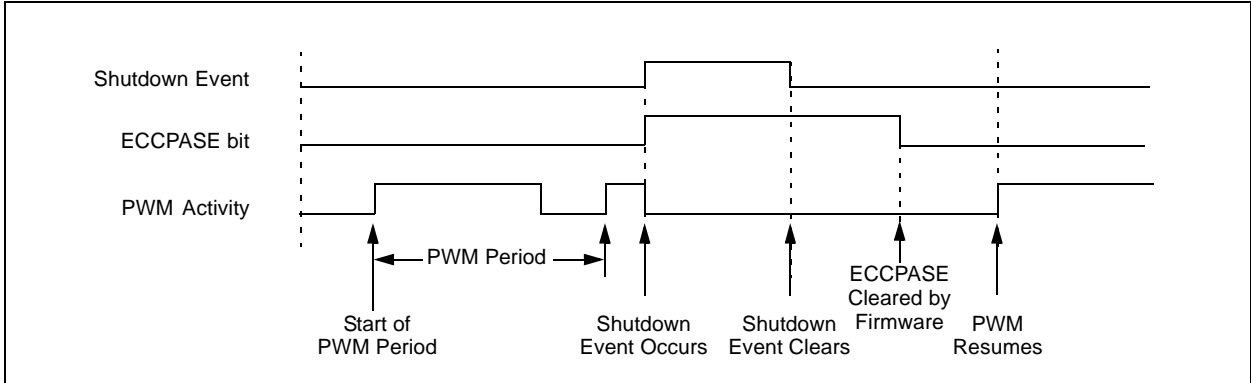 Shutdown Event
ECCPASE bit
PWM Activity
PWM Period
Start of
PWM Period
Shutdown
Event Occurs
Shutdown
Event Clears
ECCPASE
Cleared by
Firmware
PWM
Resumes